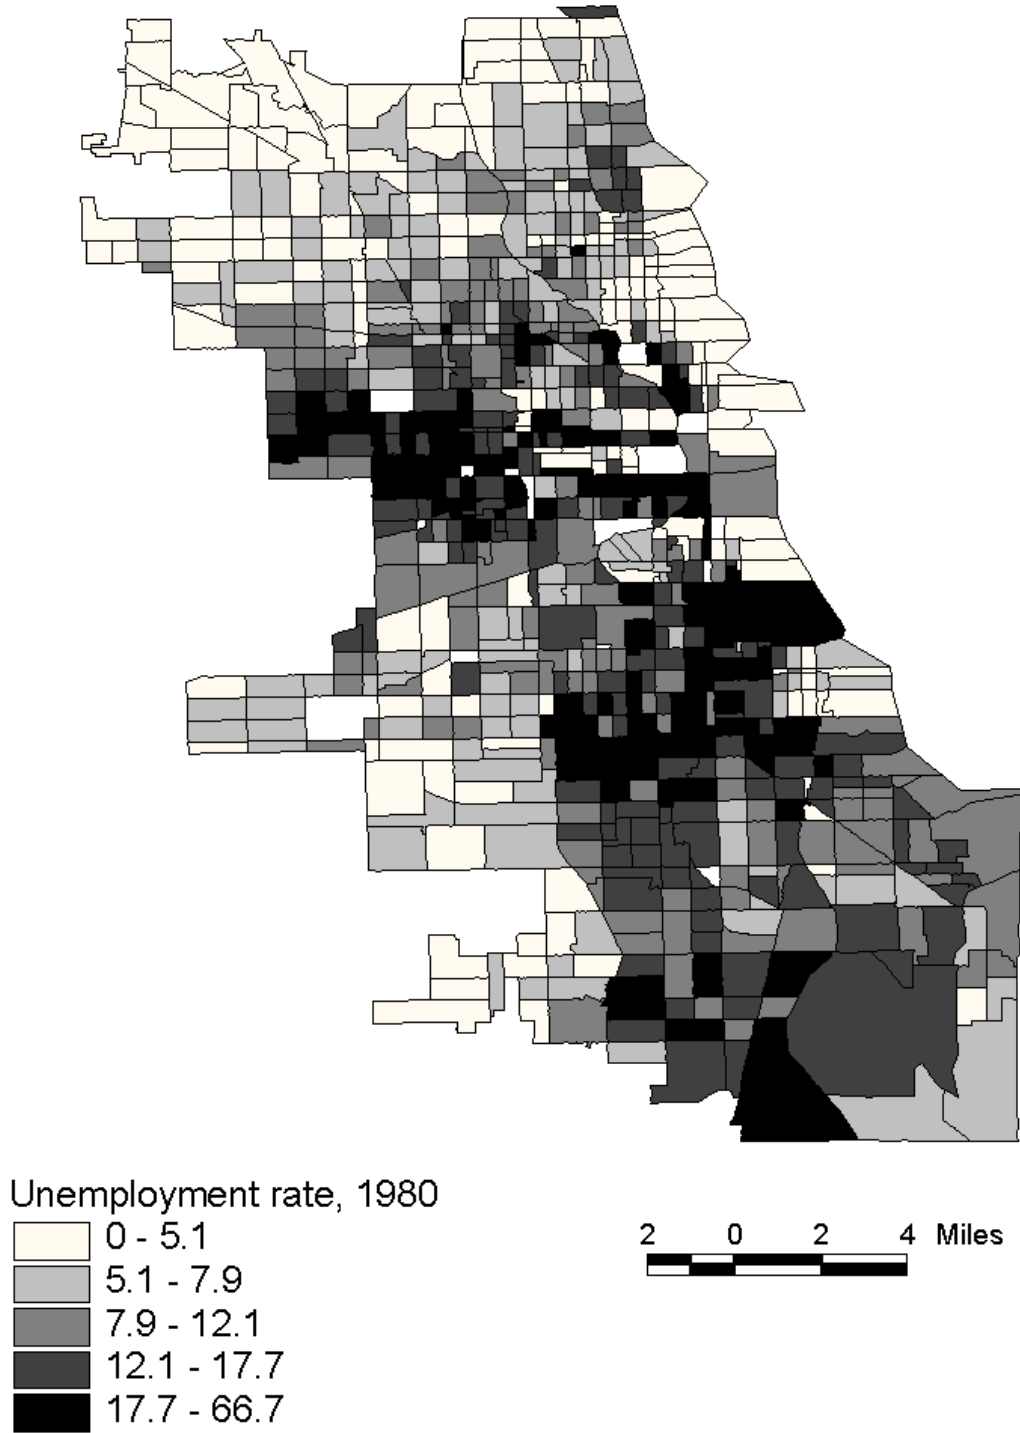 Unemployment rate, 1980
0 - 5.1
5.1 - 7.9
7.9 - 12.1
12.1 - 17.7
17.7 - 66.7
2 0 2 4 Miles